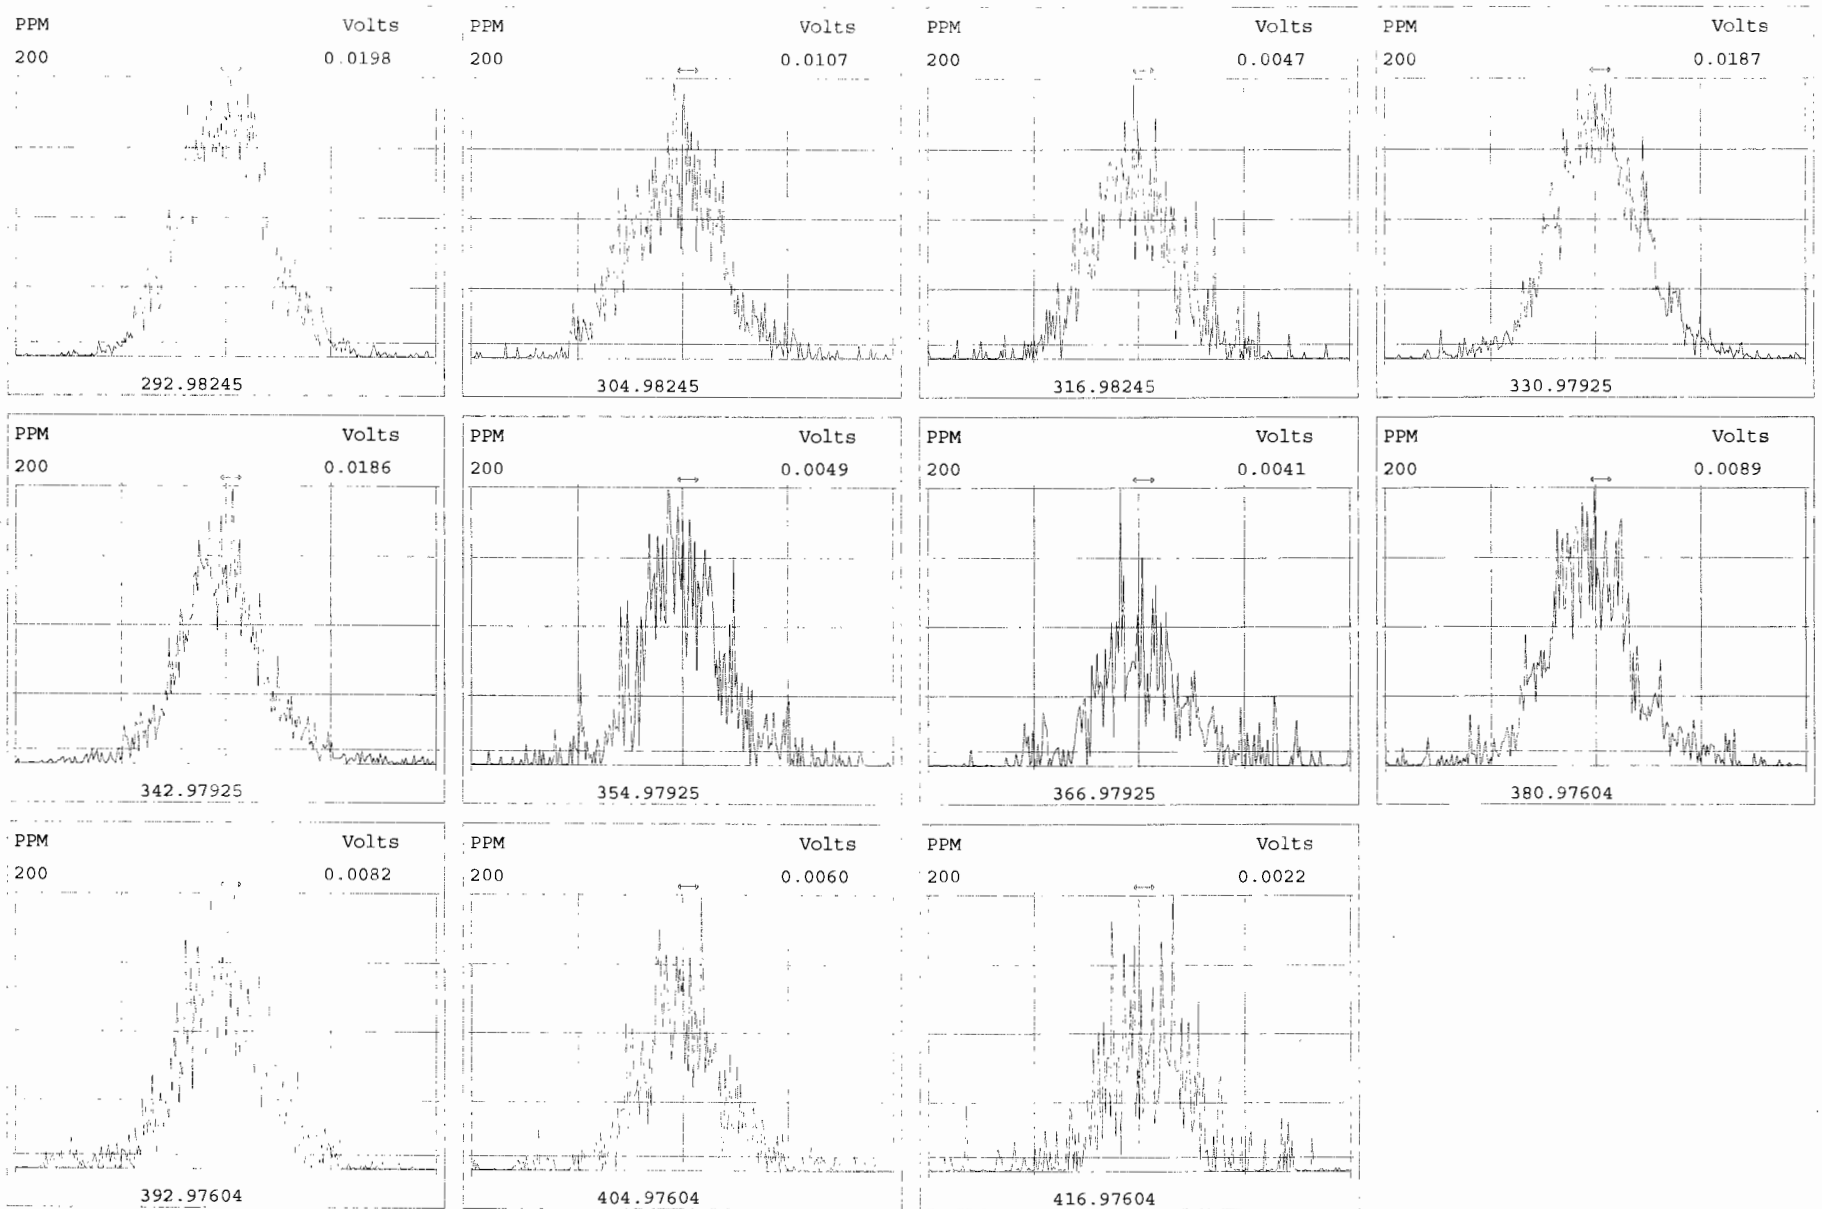 PPM Volts
200 0.0198
292.98245
PPM Volts
200 0.0107
304.98245
PPM Volts
200 0.0047
316.98245
PPM Volts
200 0.0187
330.97925
PPM Volts
200 0.0186
342.97925
PPM Volts
200 0.0049
354.97925
PPM Volts
200 0.0041
366.97925
PPM Volts
200 0.0089
380.97604
PPM Volts
200 0.0082
392.97604
PPM Volts
200 0.0060
404.97604
PPM Volts
200 0.0022
416.97604